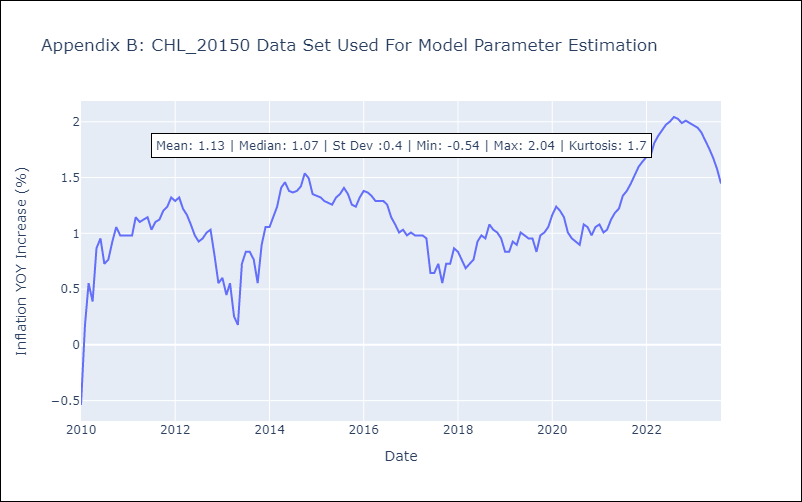 Appendix B: CHL_20150 Data Set Used For Model Parameter Estimation
Mean: 1.13 | Median: 1.07 | St Dev :0.4 | Min: -0.54 | Max: 2.04 | Kurtosis: 1.7
Inflation YOY Increase (%)
2
1.5
1
0.5
0
−0.5
2010 2012 2014 2016 2018 2020 2022
Date